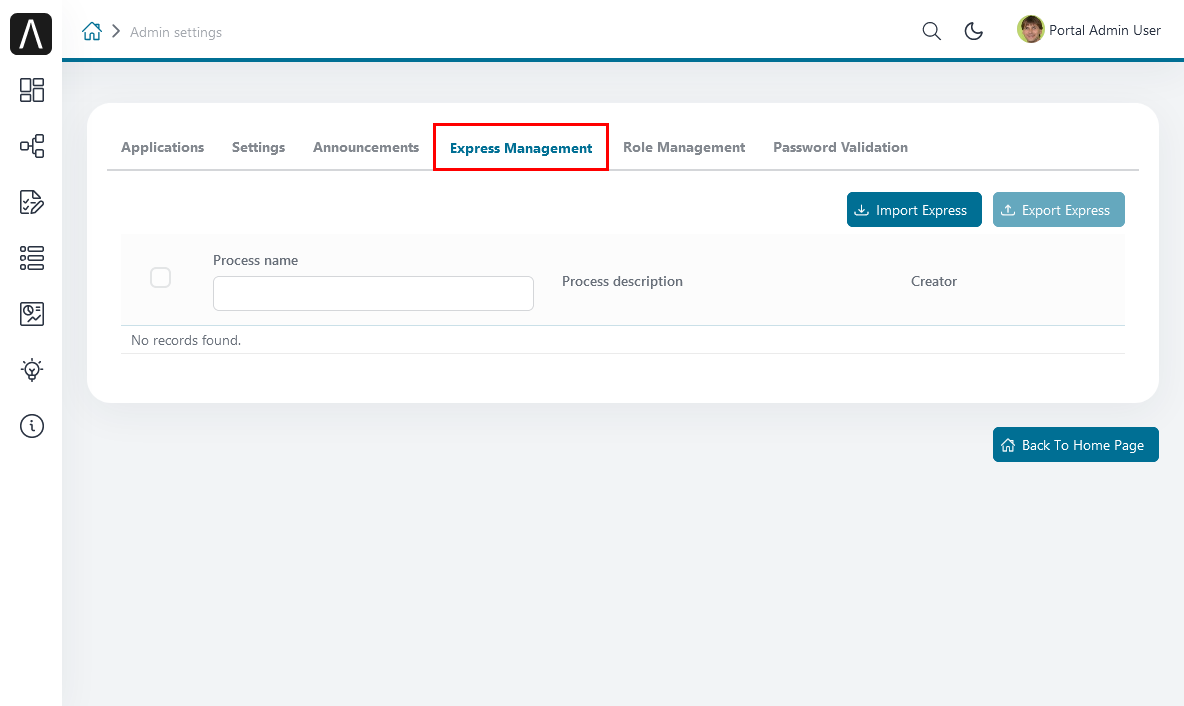 Admin settings
Portal Admin User
Applications Settings Announcements Express Management Role Management Password Validation
Import Express Export Express
Process name
Process description Creator
No records found.
Back To Home Page